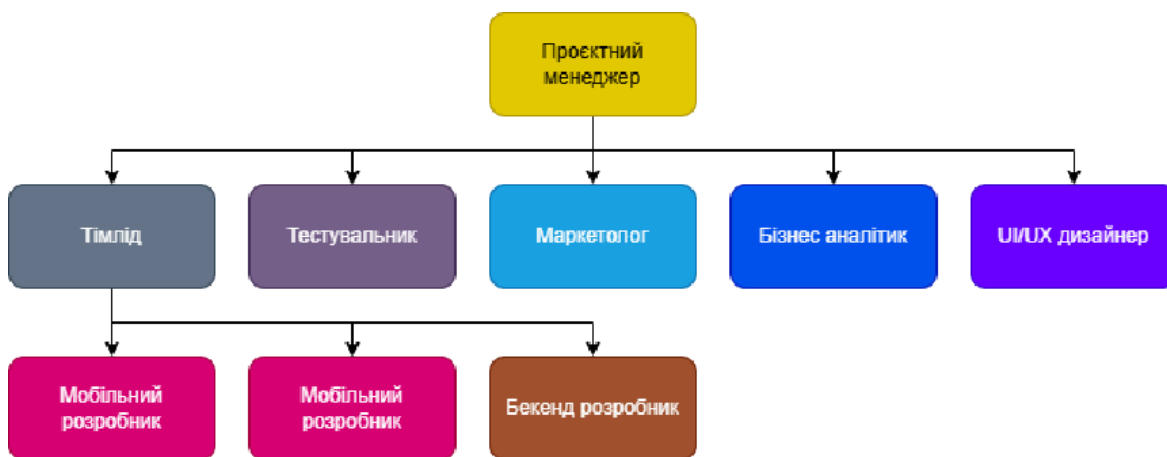 Проєктний
менеджер
Тімлід
Тестувальник
Маркетолог
Бізнес аналітик
UI/UX дизайнер
Мобільний
розробник
Мобільний
розробник
Бекенд розробник